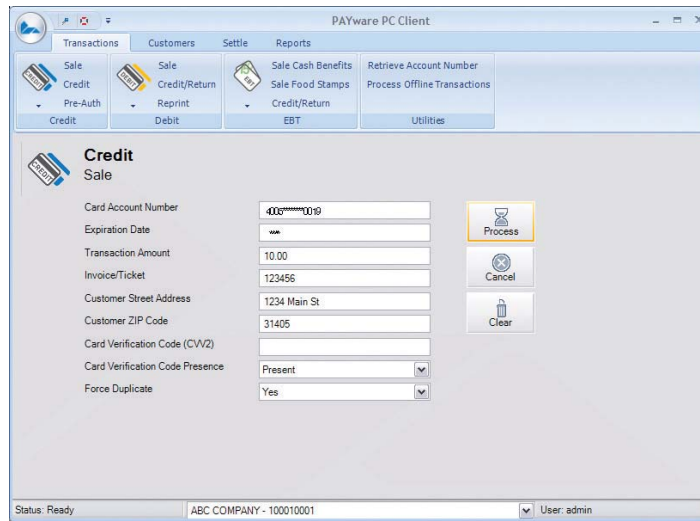 PAYware PC Client
Transactions Customers Settle Reports
Sale Sale Sale Cash Benefits Retrieve Account Number
Credit Credit/Return Sale Food Stamps Process Offline Transactions
Pre-Auth Reprint Credit/Return
Credit Debit EBT Utilities
CREDIT
Credit
Sale
Card Account Number 4005********0019
Expiration Date ****
Process
Transaction Amount 10.00
Invoice/Ticket 123456
Cancel
Customer Street Address 1234 Main St
Customer ZIP Code 31405
Clear
Card Verification Code (CVV2)
Card Verification Code Presence Present
Force Duplicate Yes
Status: Ready ABC COMPANY - 100010001 User: admin